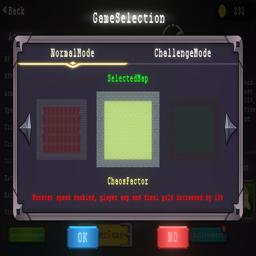 <Back
231
GameSelection
NormalMode
ChallengeMode
SelectedMap
ChaosFactor
Monster speed doubled, player exp and final gold increased by 10%
OK
NO